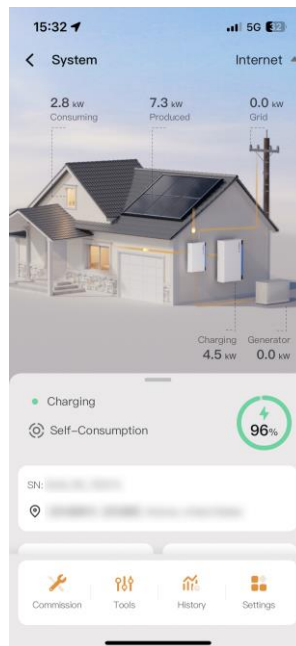 15:32
5G 32
System
Internet
2.8 kW
Consuming
7.3 kW
Produced
0.0 kW
Grid
Charging
4.5 kW
Generator
0.0 kW
Charging
Self-Consumption
96%
SN:
Commission
Tools
History
Settings